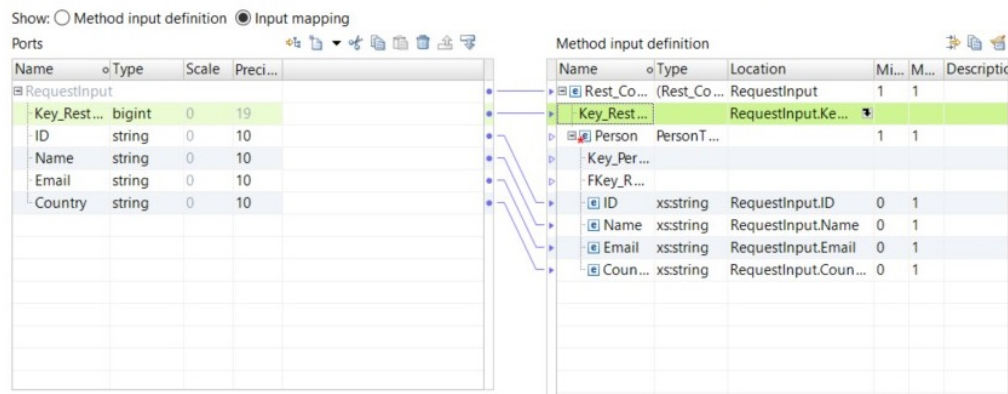 Show: Method input definition Input mapping
Ports
Name Type Scale Preci...
RequestInput
Key_Rest... bigint 0 19
ID string 0 10
Name string 0 10
Email string 0 10
Country string 0 10
Method input definition
Name Type Location Mi... M... Descriptic
Rest_Co... (Rest_Co... RequestInput 1 1
Key_Rest... RequestInput.Ke...
Person PersonT... 1 1
Key_Per...
FKey_R...
ID xs:string RequestInput.ID 0 1
Name xs:string RequestInput.Name 0 1
Email xs:string RequestInput.Email 0 1
Coun... xs:string RequestInput.Coun... 0 1